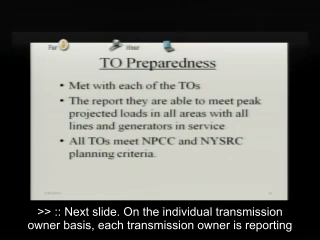 TO Preparedness
• Met with each of the TOs
• The report they are able to meet peak
projected loads in all areas with all
lines and generators in service
• All TOs meet NPCC and NYSRC
planning criteria.
>> :: Next slide. On the individual transmission
owner basis, each transmission owner is reporting